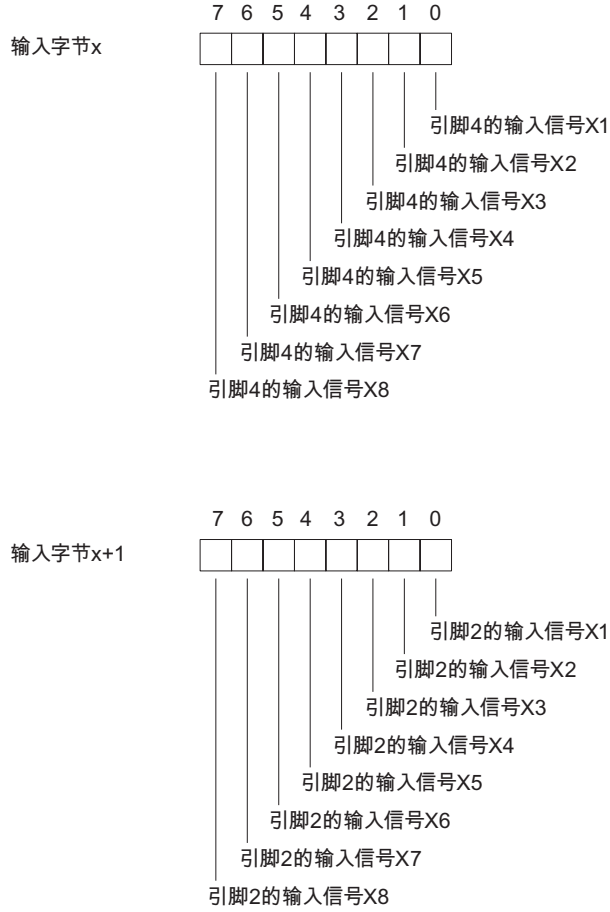 7 6 5 4 3 2 1 0
输入字节x
引脚4的输入信号X1
引脚4的输入信号X2
引脚4的输入信号X3
引脚4的输入信号X4
引脚4的输入信号X5
引脚4的输入信号X6
引脚4的输入信号X7
引脚4的输入信号X8
7 6 5 4 3 2 1 0
输入字节x+1
引脚2的输入信号X1
引脚2的输入信号X2
引脚2的输入信号X3
引脚2的输入信号X4
引脚2的输入信号X5
引脚2的输入信号X6
引脚2的输入信号X7
引脚2的输入信号X8